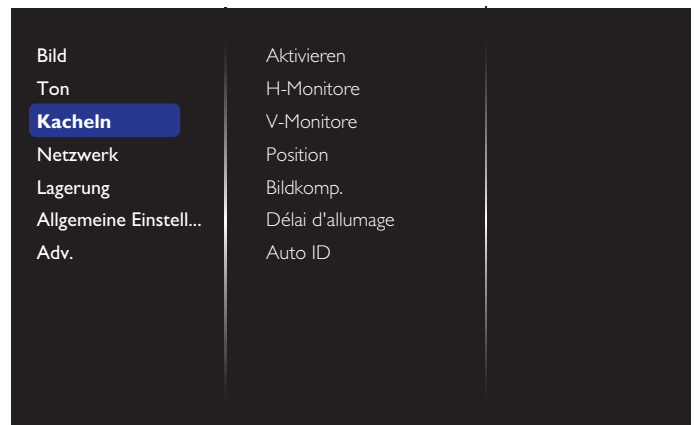 Bild
Ton
Kacheln
Netzwerk
Lagerung
Allgemeine Einstell...
Adv.
Aktivieren
H-Monitore
V-Monitore
Position
Bildkomp.
Délai d'allumage
Auto ID